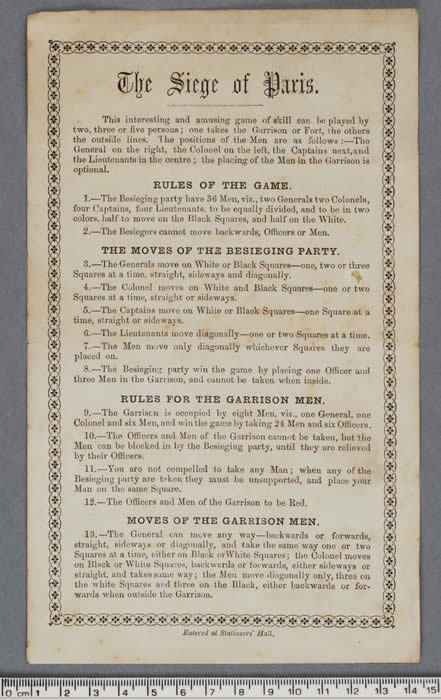 The Siege of Paris.
This interesting and amusing game of skill can be played by
two, three or five persons; one takes the Garrison or Fort, the others
the outside lines. The positions of the Men are as follows :—The
General on the right, the Colonel on the left, the Captains next, and
the Lieutenants in the centre; the placing of the Men in the Garrison is
optional.
RULES OF THE GAME.
1.—The Besieging party have 36 Men, viz., two Generals two Colonels,
four Captains, four Lieutenants, to be equally divided, and to be in two
colors, half to move on the Black Squares, and half on the White.
2.—The Besiegers cannot move backwards, Officers or Men.
THE MOVES OF THE BESIEGING PARTY.
3.—The Generals move on White or Black Squares—one, two or three
Squares at a time, straight, sideways and diagonally.
4.—The Colonel moves on White and Black Squares—one or two
Squares at a time, straight or sideways.
5.—The Captains move on White or Black Squares—one Square at a
time, straight or sideways.
6.—The Lieutenants move diagonally—one or two Squares at a time.
7.—The Men move only diagonally whichever Squares they are
placed on.
8.—The Besieging party win the game by placing one Officer and
three Men in the Garrison, and cannot be taken when inside.
RULES FOR THE GARRISON MEN.
9.—The Garrison is occupied by eight Men, viz., one General, one
Colonel and six Men, and win the game by taking 24 Men and six Officers.
10.—The Officers and Men of the Garrison cannot be taken, but the
Men can be blocked in by the Besieging party, until they are relieved
by their Officers.
11.—You are not compelled to take any Man; when any of the
Besieging party are taken they must be unsupported, and place your
Man on the same Square.
12.—The Officers and Men of the Garrison to be Red.
MOVES OF THE GARRISON MEN.
13.—The General can move any way—backwards or forwards,
straight, sideways or diagonally, and take the same way one or two
Squares at a time, either on Black or White Squares; the Colonel moves
on Black or White Squares, backwards or forwards, either sideways or
straight, and takes same way; the Men move diagonally only, three on
the white Squares and three on the Black, either backwards or for-
wards when outside the Garrison.
Entered at Stationers' Hall.
0 cm 1 2 3 4 5 6 7 8 9 10 11 12 13 14 15